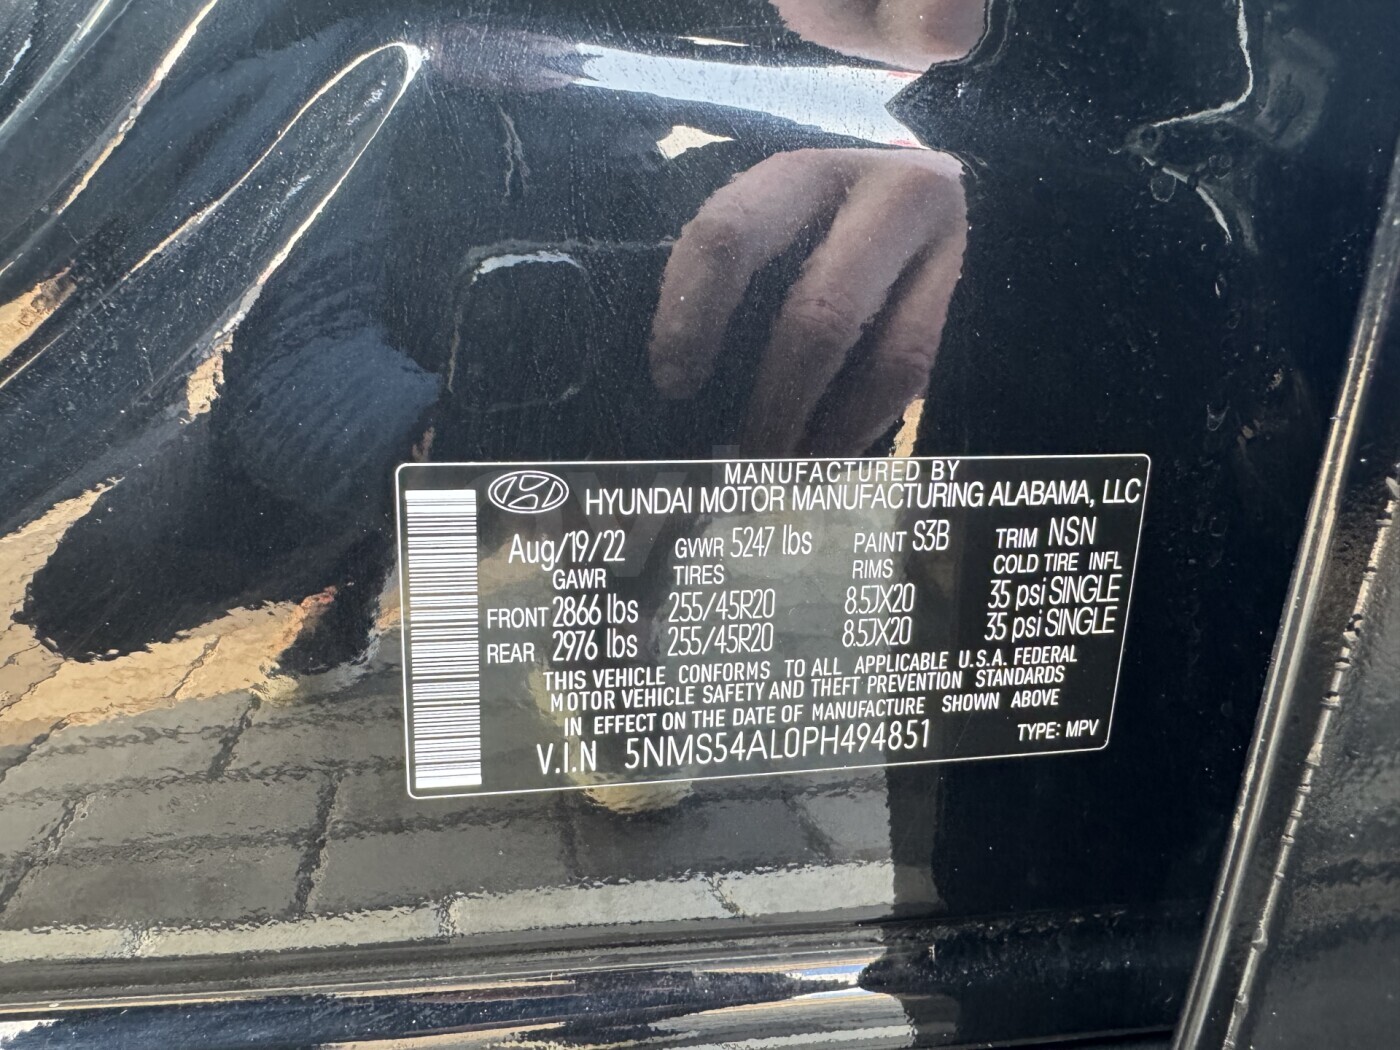 MANUFACTURED BY
HYUNDAI MOTOR MANUFACTURING ALABAMA, LLC
Aug/19/22 GVWR 5247 lbs PAINT S3B TRIM NSN
GAWR TIRES RIMS COLD TIRE INFL
FRONT 2866 lbs 255/45R20 8.5JX20 35 psi SINGLE
REAR 2976 lbs 255/45R20 8.5JX20 35 psi SINGLE
THIS VEHICLE CONFORMS TO ALL APPLICABLE U.S.A. FEDERAL
MOTOR VEHICLE SAFETY AND THEFT PREVENTION STANDARDS
IN EFFECT ON THE DATE OF MANUFACTURE SHOWN ABOVE
V.I.N 5NMS54AL0PH494851 TYPE: MPV